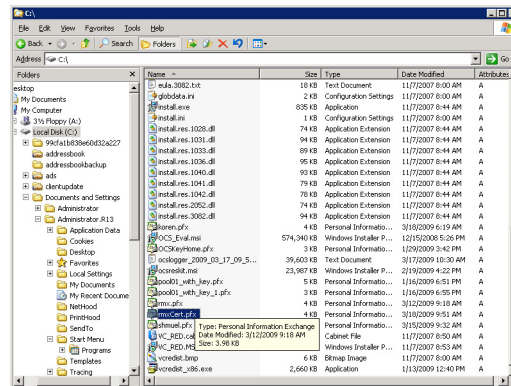 C:\
File Edit View Favorites Tools Help
Back Search Folders
Address C:\ Go
Folders
esktop
My Documents
My Computer
3½ Floppy (A:)
Local Disk (C:)
99cfa1b838e60d32a227
addressbook
addressbookbackup
ads
clientupdate
Documents and Settings
Administrator
Administrator.R13
Application Data
Cookies
Desktop
Favorites
Local Settings
My Documents
My Recent Docume
NetHood
PrintHood
SendTo
Start Menu
Programs
Templates
Tracing
Name Size Type Date Modified Attributes
eula.3082.txt 18 KB Text Document 11/7/2007 8:00 AM A
globdata.ini 2 KB Configuration Settings 11/7/2007 8:00 AM A
install.exe 835 KB Application 11/7/2007 8:44 AM A
install.ini 1 KB Configuration Settings 11/7/2007 8:00 AM A
install.res.1028.dll 74 KB Application Extension 11/7/2007 8:44 AM A
install.res.1031.dll 94 KB Application Extension 11/7/2007 8:44 AM A
install.res.1033.dll 89 KB Application Extension 11/7/2007 8:44 AM A
install.res.1036.dll 95 KB Application Extension 11/7/2007 8:44 AM A
install.res.1040.dll 93 KB Application Extension 11/7/2007 8:44 AM A
install.res.1041.dll 79 KB Application Extension 11/7/2007 8:44 AM A
install.res.1042.dll 78 KB Application Extension 11/7/2007 8:44 AM A
install.res.2052.dll 74 KB Application Extension 11/7/2007 8:44 AM A
install.res.3082.dll 94 KB Application Extension 11/7/2007 8:44 AM A
koren.pfx 4 KB Personal Informatio... 3/18/2009 6:19 AM A
OCS_Eval.msi 574,340 KB Windows Installer P... 12/15/2008 5:26 PM A
OCSKeyHome.pfx 3 KB Personal Informatio... 1/29/2009 3:42 PM A
ocslogger_2009_03_17_09_5... 39,603 KB Text Document 3/17/2009 10:30 AM A
ocsreskit.msi 23,987 KB Windows Installer P... 2/19/2009 4:22 PM A
pool01_with_key.pfx 5 KB Personal Informatio... 1/16/2009 6:51 PM A
pool01_with_key_1.pfx 3 KB Personal Informatio... 1/16/2009 6:55 PM A
rmx.pfx 4 KB Personal Informatio... 3/12/2009 9:18 AM A
rmxCert.pfx 4 KB Personal Informatio... 3/18/2009 9:51 AM A
shmuel.pfx Personal Informatio... 3/15/2009 9:32 AM A
VC_RED.cab Cabinet File 11/7/2007 8:50 AM A
VC_RED.MS Windows Installer P... 11/7/2007 8:53 AM A
vcredist.bmp 6 KB Bitmap Image 11/7/2007 8:00 AM A
vcredist_x86.exe 2,660 KB Application 1/13/2009 12:40 PM A
Type: Personal Information Exchange
Date Modified: 3/12/2009 9:18 AM
Size: 3.98 KB